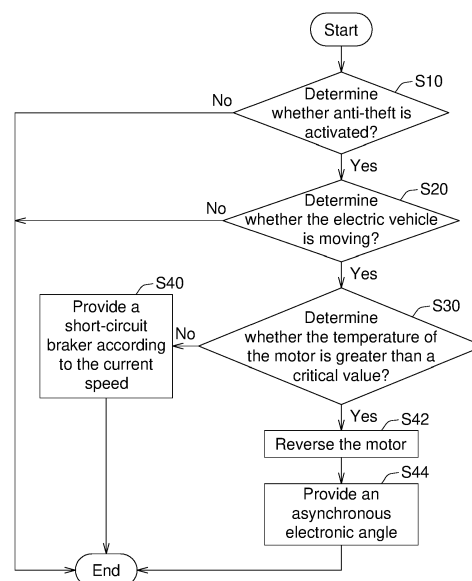 Start
S10
Determine
whether anti-theft is
activated?
No
Yes
S20
Determine
whether the electric vehicle
is moving?
No
Yes
S30
Determine
whether the temperature of
the motor is greater than a
critical value?
No
S40
Provide a
short-circuit
braker according
to the current
speed
Yes
S42
Reverse the motor
S44
Provide an
asynchronous
electronic angle
End